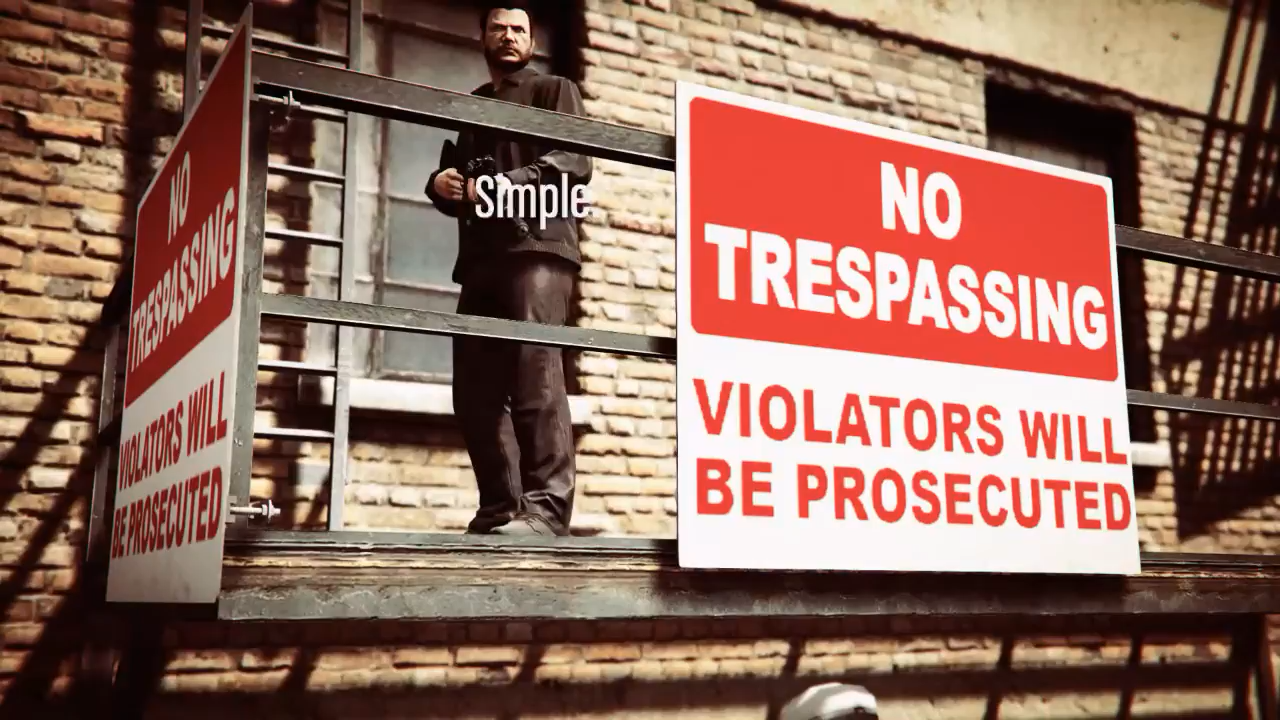 NO
TRESPASSING
VIOLATORS WILL
BE PROSECUTED
Simple.
NO
TRESPASSING
VIOLATORS WILL
BE PROSECUTED